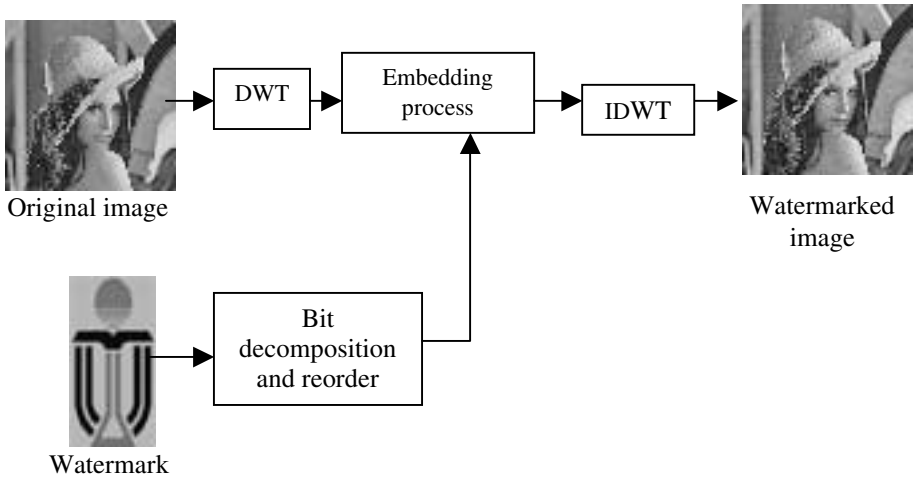 DWT
Embedding
process
IDWT
Original image
Watermarked
image
Bit
decomposition
and reorder
Watermark